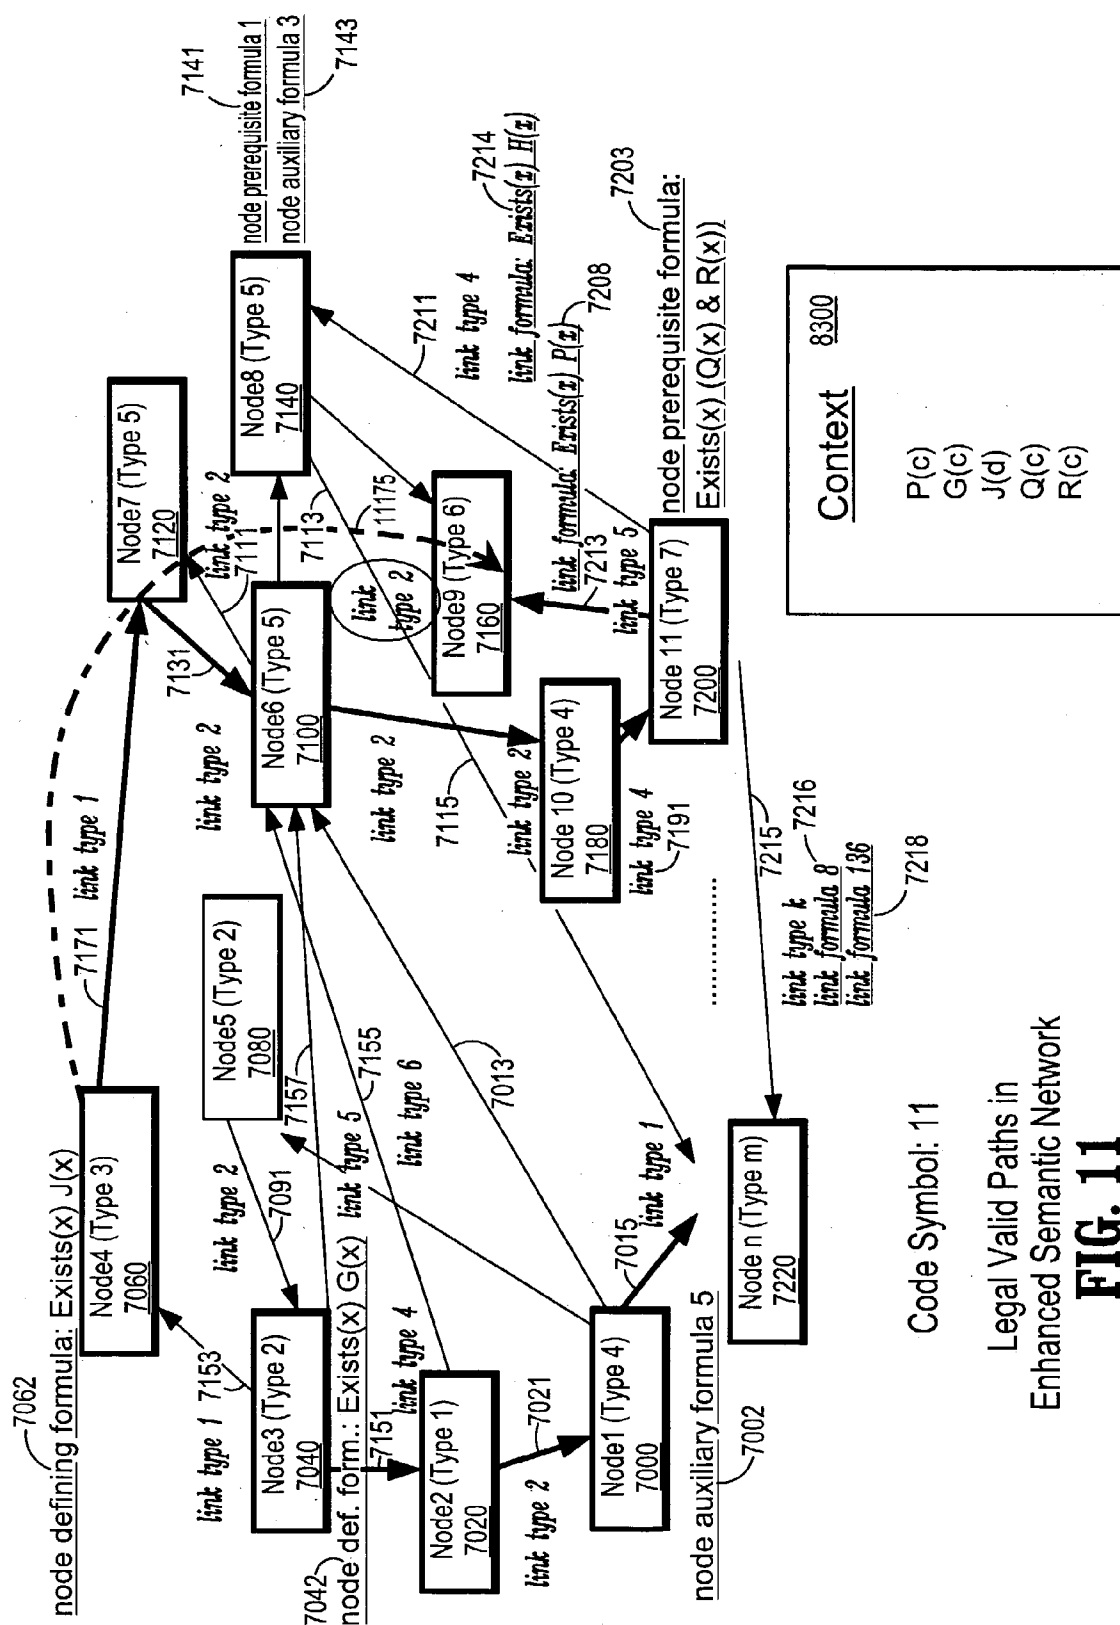 7062
node defining formula: Exists(x) J(x)
Node4 (Type 3)
7060
7171
link type 1
Node7 (Type 5)
7120
7141
node prerequisite formula 1
node auxiliary formula 3
7143
link type 1
7153
Node3 (Type 2)
7040
link type 2
7091
Node5 (Type 2)
7080
7157
link type 2
7131
Node6 (Type 5)
7100
link type 2
7111
Node8 (Type 5)
7140
7113
11175
7042
node def. form.: Exists(x) G(x)
7151
link type 4
link type 5
link type 6
7155
link type 2
link
type 2
Node9 (Type 6)
7160
7211
link type 4
7214
link formula: Exists(x) H(x)
link formula: Exists(x) P(x)
7208
7213
link type 5
Node2 (Type 1)
7020
7021
link type 2
7013
7115
link type 2
Node 10 (Type 4)
7180
link type 4
7191
Node 11 (Type 7)
7200
7203
node prerequisite formula:
Exists(x) (Q(x) & R(x))
Node1 (Type 4)
7000
7015
link type 1
node auxiliary formula 5
7002
Node n (Type m)
7220
............
7215
link type k
link formula 8
7216
link formula 136
7218
Context
8300
P(c)
G(c)
J(d)
Q(c)
R(c)
Code Symbol: 11
Legal Valid Paths in
Enhanced Semantic Network
FIG. 11